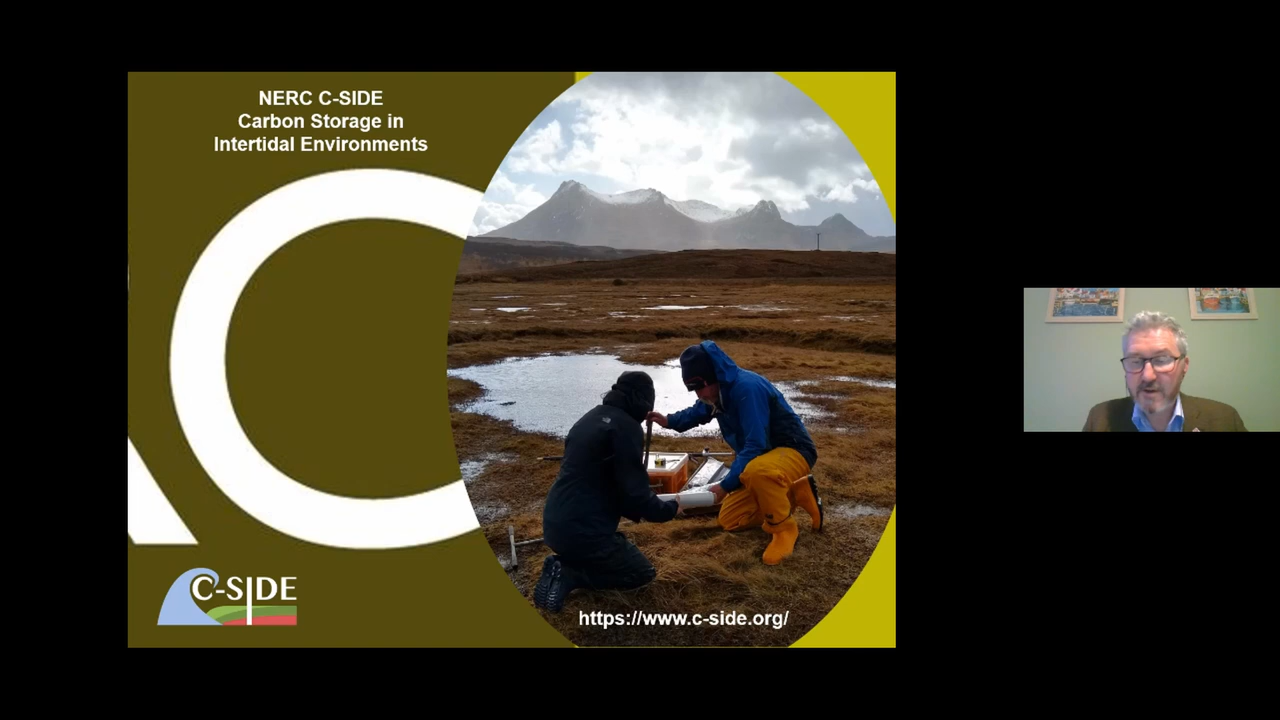 NERC C-SIDE
Carbon Storage in
Intertidal Environments
C
C-SIDE
https://www.c-side.org/